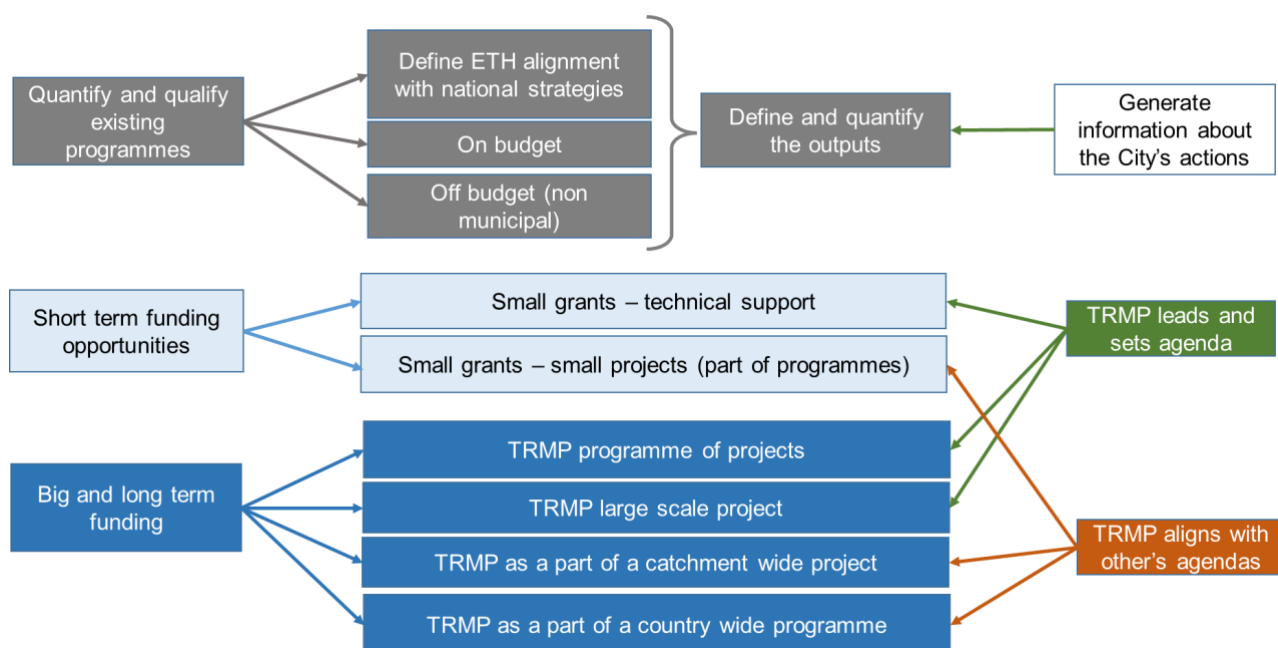 Quantify and qualify
existing
programmes
Define ETH alignment
with national strategies
On budget
Off budget (non
municipal)
Define and quantify
the outputs
Generate
information about
the City's actions
Short term funding
opportunities
Small grants – technical support
Small grants – small projects (part of programmes)
TRMP leads and
sets agenda
Big and long term
funding
TRMP programme of projects
TRMP large scale project
TRMP as a part of a catchment wide project
TRMP as a part of a country wide programme
TRMP aligns with
other's agendas